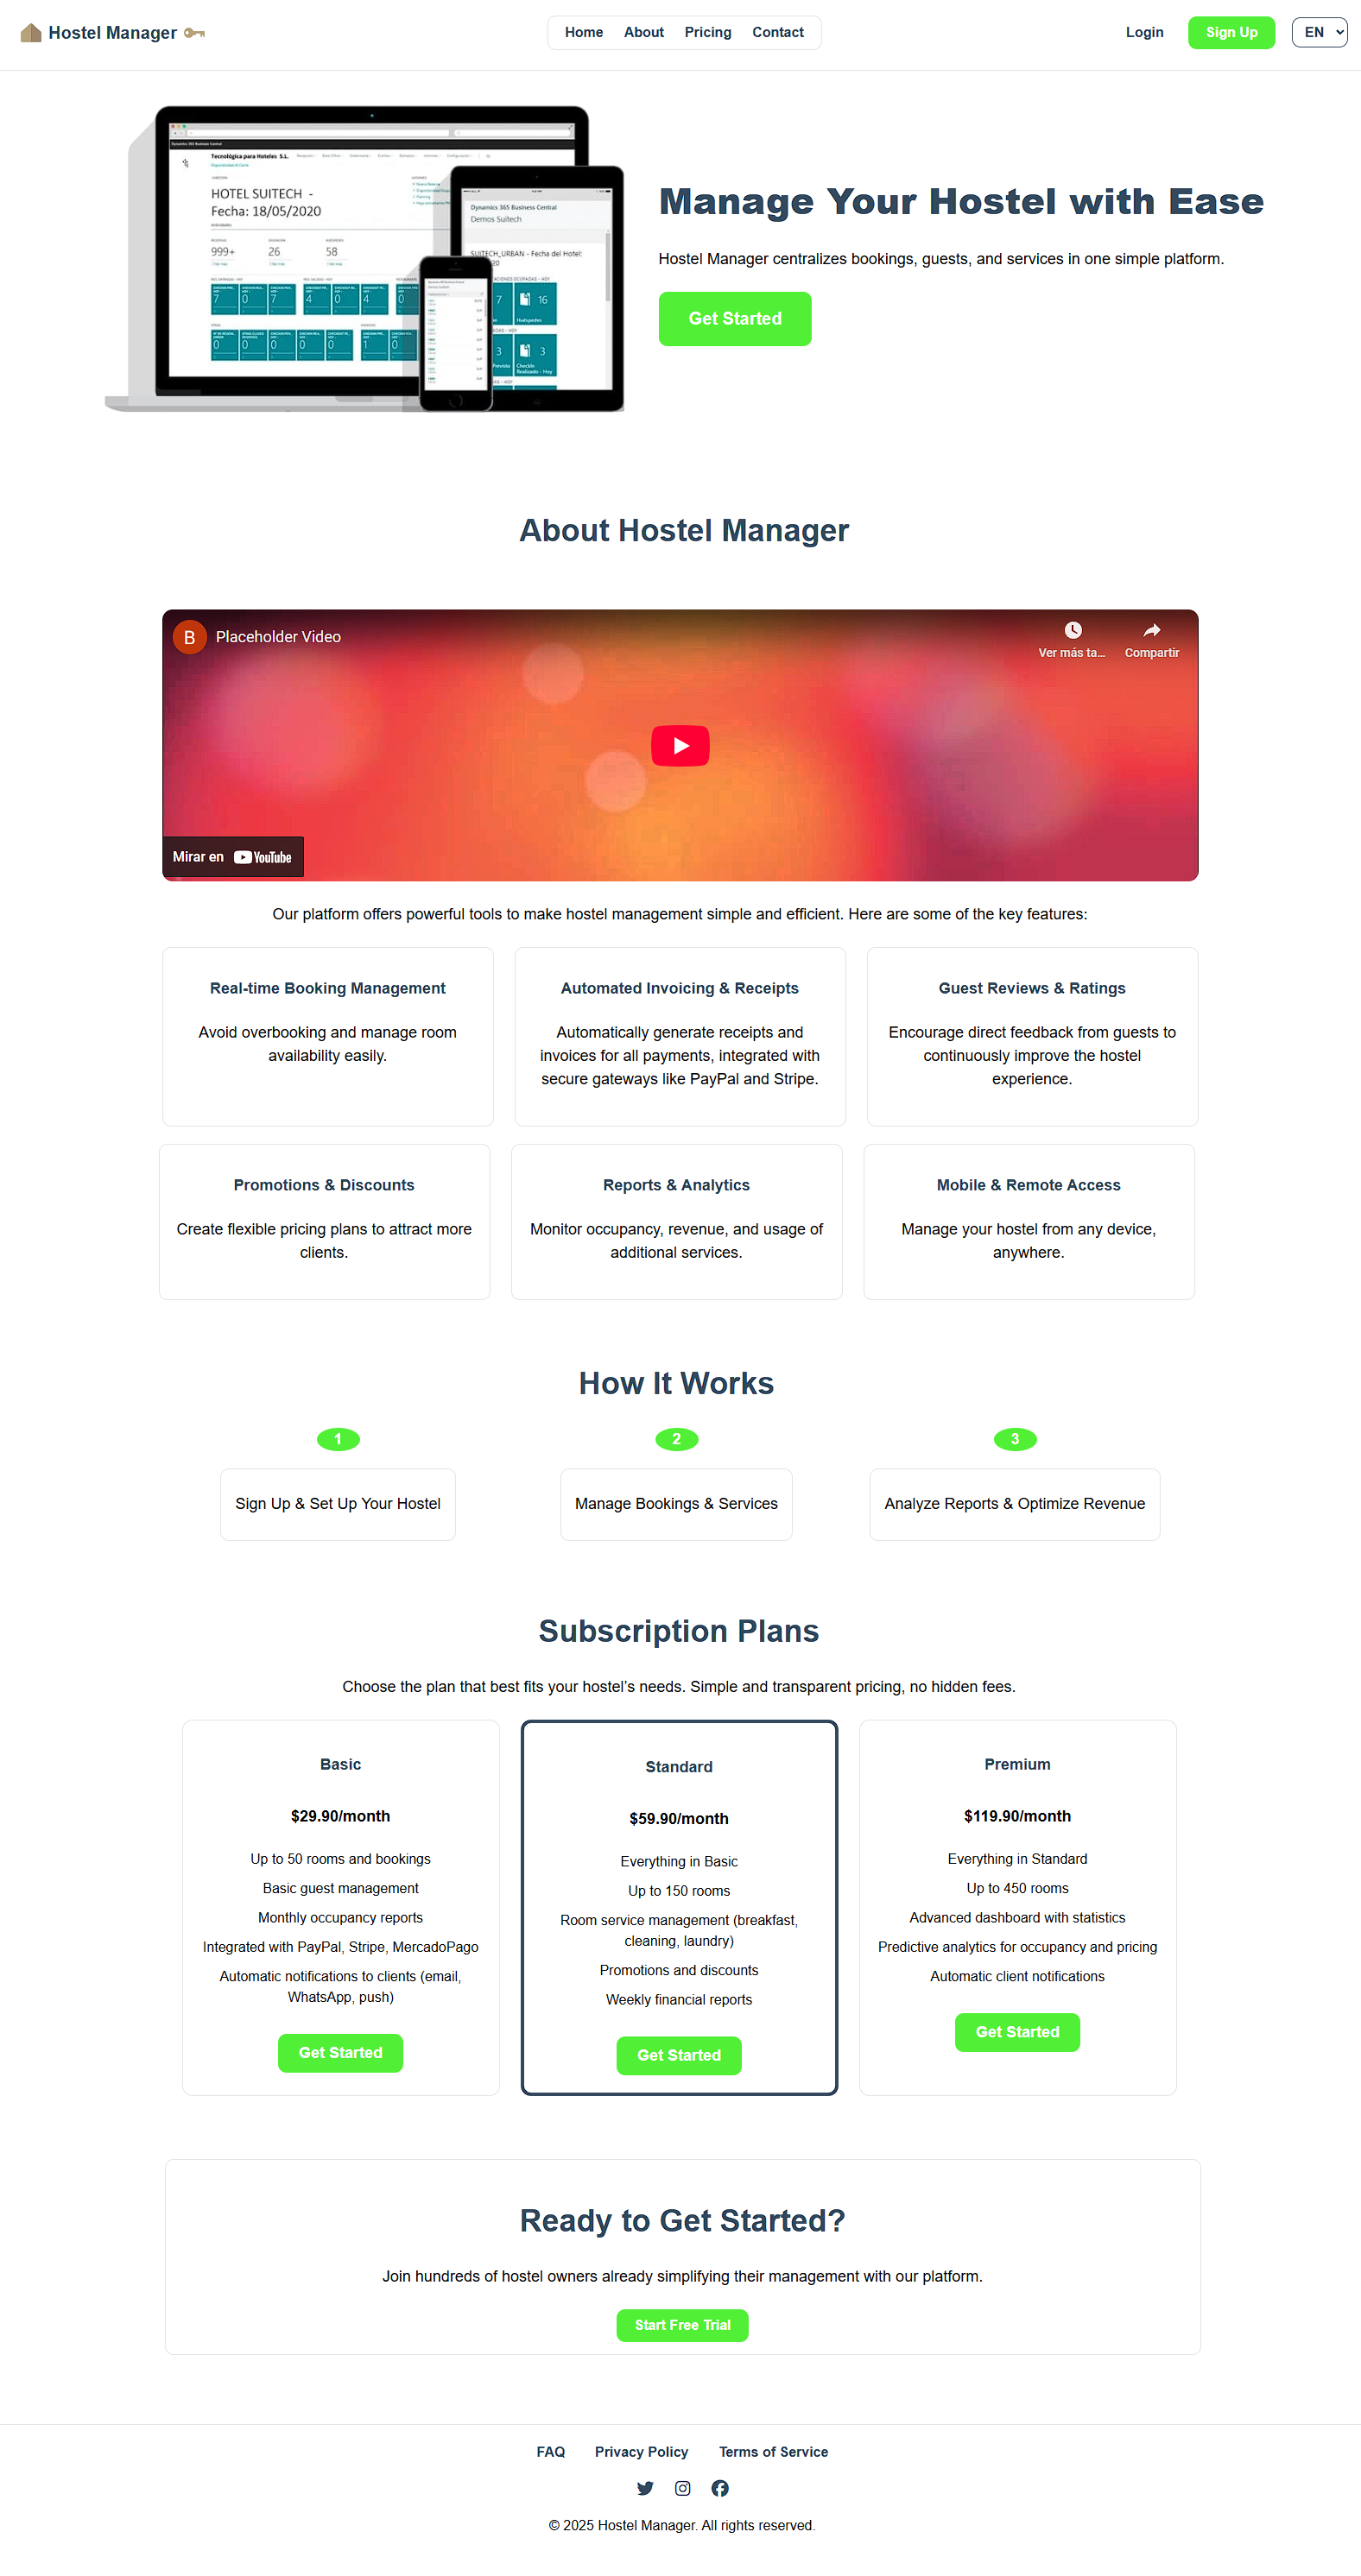 Hostel Manager
Home About Pricing Contact
Login
Sign Up
EN
Dynamics 365 Business Central
Tecnológica para Hoteles S.L.
HOTEL SUITECH -
Fecha: 18/05/2020
999+ 26 58
7 0 7 4 0 4 0
0 0 0 0 0 1 0
Dynamics 365 Business Central
Demos Suitech
SUITECH_URBAN - Fecha del Hotel:
7 16
3 3
Manage Your Hostel with Ease
Hostel Manager centralizes bookings, guests, and services in one simple platform.
Get Started
About Hostel Manager
B
Placeholder Video
Ver más ta...
Compartir
Mirar en YouTube
Our platform offers powerful tools to make hostel management simple and efficient. Here are some of the key features:
Real-time Booking Management
Avoid overbooking and manage room
availability easily.
Automated Invoicing & Receipts
Automatically generate receipts and
invoices for all payments, integrated with
secure gateways like PayPal and Stripe.
Guest Reviews & Ratings
Encourage direct feedback from guests to
continuously improve the hostel
experience.
Promotions & Discounts
Create flexible pricing plans to attract more
clients.
Reports & Analytics
Monitor occupancy, revenue, and usage of
additional services.
Mobile & Remote Access
Manage your hostel from any device,
anywhere.
How It Works
1
Sign Up & Set Up Your Hostel
2
Manage Bookings & Services
3
Analyze Reports & Optimize Revenue
Subscription Plans
Choose the plan that best fits your hostel's needs. Simple and transparent pricing, no hidden fees.
Basic
$29.90/month
Up to 50 rooms and bookings
Basic guest management
Monthly occupancy reports
Integrated with PayPal, Stripe, MercadoPago
Automatic notifications to clients (email,
WhatsApp, push)
Get Started
Standard
$59.90/month
Everything in Basic
Up to 150 rooms
Room service management (breakfast,
cleaning, laundry)
Promotions and discounts
Weekly financial reports
Get Started
Premium
$119.90/month
Everything in Standard
Up to 450 rooms
Advanced dashboard with statistics
Predictive analytics for occupancy and pricing
Automatic client notifications
Get Started
Ready to Get Started?
Join hundreds of hostel owners already simplifying their management with our platform.
Start Free Trial
FAQ Privacy Policy Terms of Service
© 2025 Hostel Manager. All rights reserved.